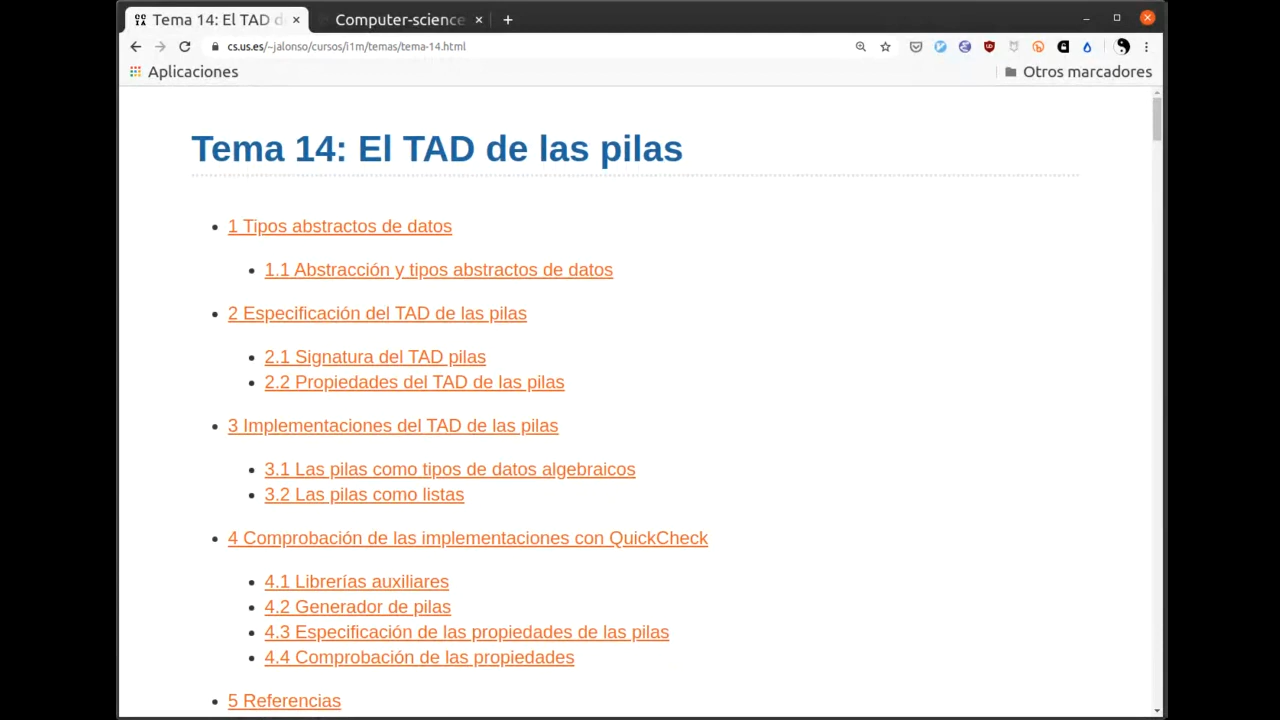 Tema 14: El TAD d
Computer-science
cs.us.es/~jalonso/cursos/i1m/temas/tema-14.html
Aplicaciones
Otros marcadores
Tema 14: El TAD de las pilas
1 Tipos abstractos de datos
1.1 Abstracción y tipos abstractos de datos
2 Especificación del TAD de las pilas
2.1 Signatura del TAD pilas
2.2 Propiedades del TAD de las pilas
3 Implementaciones del TAD de las pilas
3.1 Las pilas como tipos de datos algebraicos
3.2 Las pilas como listas
4 Comprobación de las implementaciones con QuickCheck
4.1 Librerías auxiliares
4.2 Generador de pilas
4.3 Especificación de las propiedades de las pilas
4.4 Comprobación de las propiedades
5 Referencias